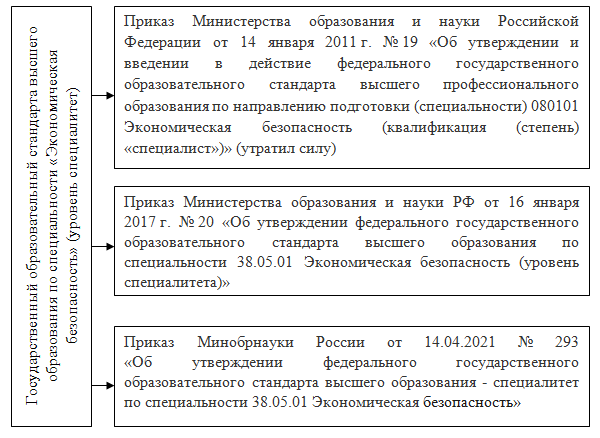 Государственный образовательный стандарта высшего
образования по специальности «Экономическая
безопасность» (уровень специалитет)
Приказ Министерства образования и науки Российской
Федерации от 14 января 2011 г. № 19 «Об утверждении и
введении в действие федерального государственного
образовательного стандарта высшего профессионального
образования по направлению подготовки (специальности) 080101
Экономическая безопасность (квалификация (степень)
«специалист»)» (утратил силу)
Приказ Министерства образования и науки РФ от 16 января
2017 г. № 20 «Об утверждении федерального государственного
образовательного стандарта высшего образования по
специальности 38.05.01 Экономическая безопасность (уровень
специалитета)»
Приказ Минобрнауки России от 14.04.2021 № 293
«Об утверждении федерального государственного
образовательного стандарта высшего образования - специалитет
по специальности 38.05.01 Экономическая безопасность»